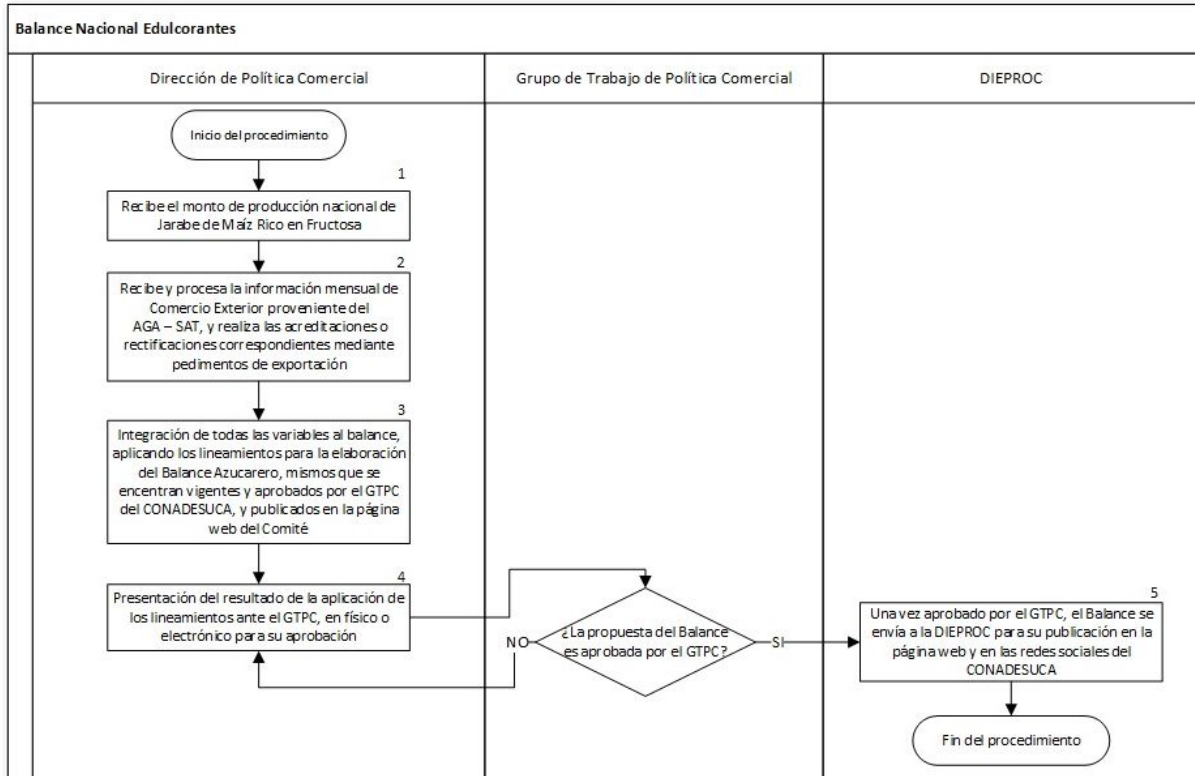 Balance Nacional Edulcorantes
Dirección de Política Comercial
Grupo de Trabajo de Política Comercial
DIEPROC
Inicio del procedimiento
1
Recibe el monto de producción nacional de
Jarabe de Maíz Rico en Fructosa
2
Recibe y procesa la información mensual de
Comercio Exterior proveniente del
AGA – SAT, y realiza las acreditaciones o
rectificaciones correspondientes mediante
pedimentos de exportación
3
Integración de todas las variables al balance,
aplicando los lineamientos para la elaboración
del Balance Azucarero, mismos que se
encentran vigentes y aprobados por el GTPC
del CONADESUCA, y publicados en la página
web del Comité
4
Presentación del resultado de la aplicación de
los lineamientos ante el GTPC, en físico o
electrónico para su aprobación
¿La propuesta del Balance
es aprobada por el GTPC?
NO
SI
5
Una vez aprobado por el GTPC, el Balance se
envía a la DIEPROC para su publicación en la
página web y en las redes sociales del
CONADESUCA
Fin del procedimiento